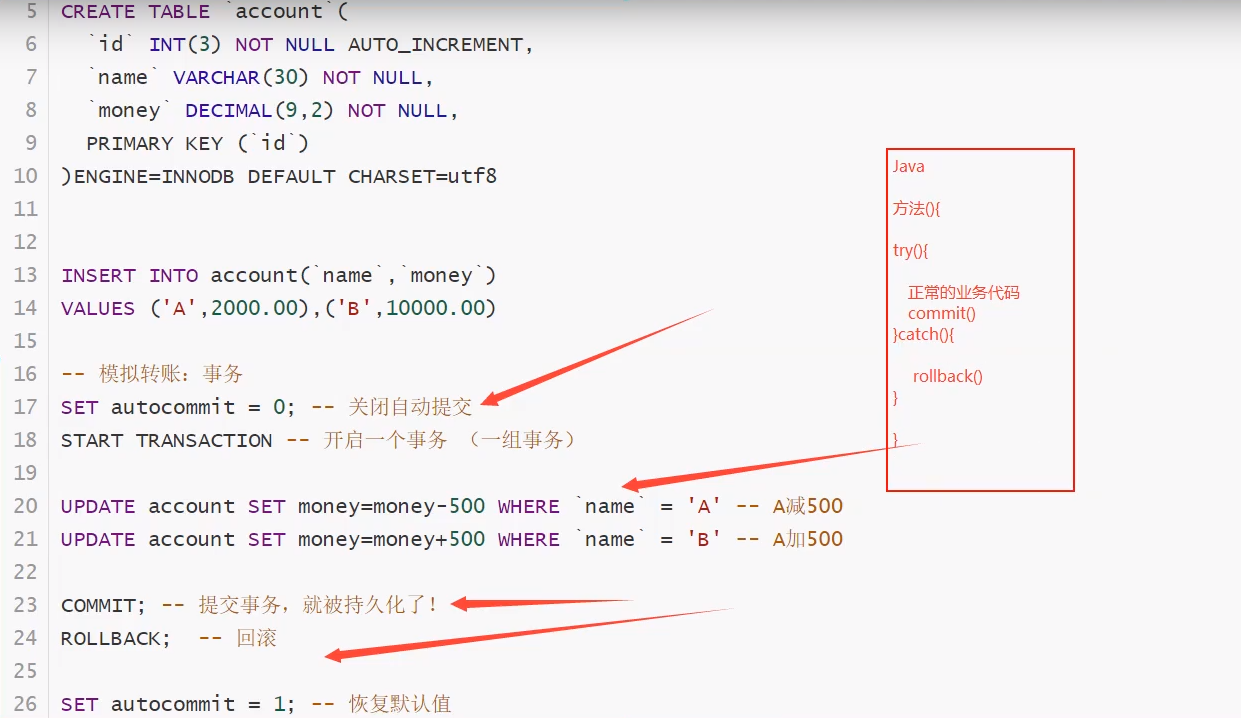 5 CREATE TABLE `account`(
6 `id` INT(3) NOT NULL AUTO_INCREMENT,
7 `name` VARCHAR(30) NOT NULL,
8 `money` DECIMAL(9,2) NOT NULL,
9 PRIMARY KEY (`id`)
10 )ENGINE=INNODB DEFAULT CHARSET=utf8
11
12
13 INSERT INTO account(`name`,`money`)
14 VALUES ('A',2000.00),('B',10000.00)
15
16 -- 模拟转账：事务
17 SET autocommit = 0; -- 关闭自动提交
18 START TRANSACTION -- 开启一个事务 （一组事务）
19
20 UPDATE account SET money=money-500 WHERE `name` = 'A' -- A减500
21 UPDATE account SET money=money+500 WHERE `name` = 'B' -- A加500
22
23 COMMIT; -- 提交事务，就被持久化了！
24 ROLLBACK; -- 回滚
25
26 SET autocommit = 1; -- 恢复默认值
Java
方法(){
try(){
正常的业务代码
commit()
}catch(){
rollback()
}
}